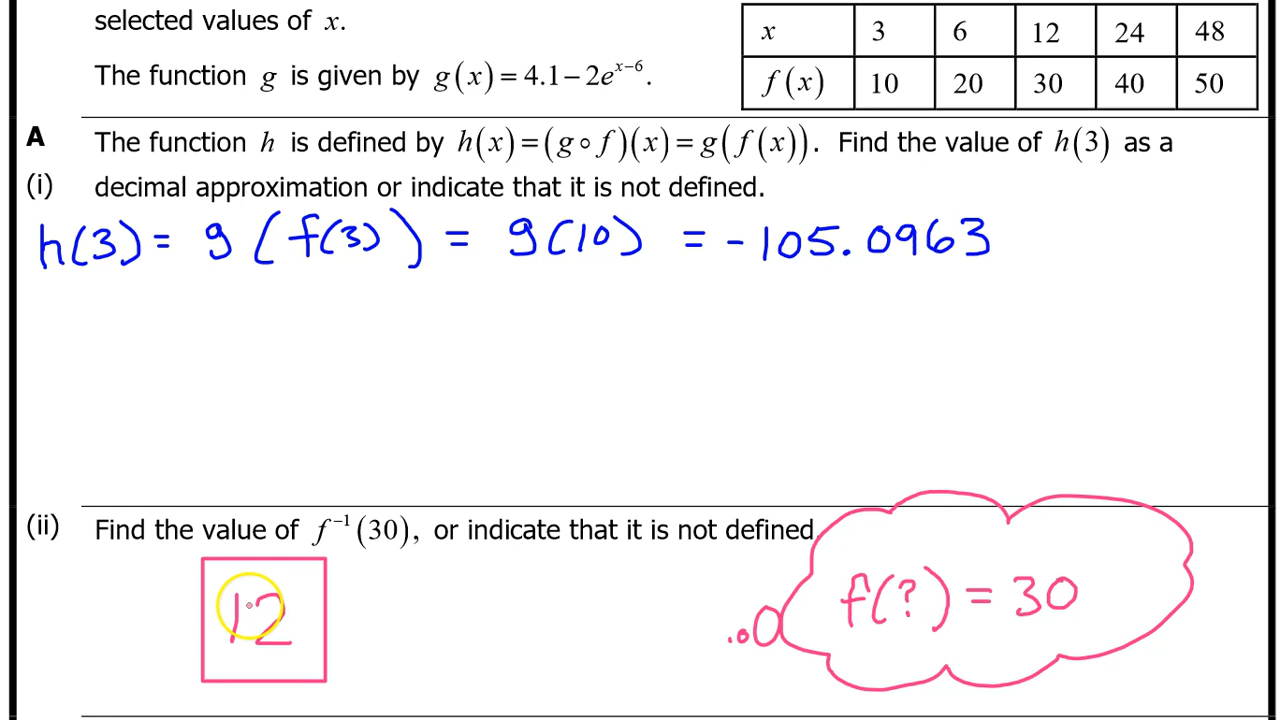 selected values of x.
x 3 6 12 24 48
The function g is given by g(x) = 4.1 − 2e^{x−6}.
f(x) 10 20 30 40 50
A The function h is defined by h(x) = (g ∘ f)(x) = g(f(x)). Find the value of h(3) as a
(i) decimal approximation or indicate that it is not defined.
h(3) = g(f(3)) = g(10) = -105.0963
(ii) Find the value of f⁻¹(30), or indicate that it is not defined.
12
f(?) = 30